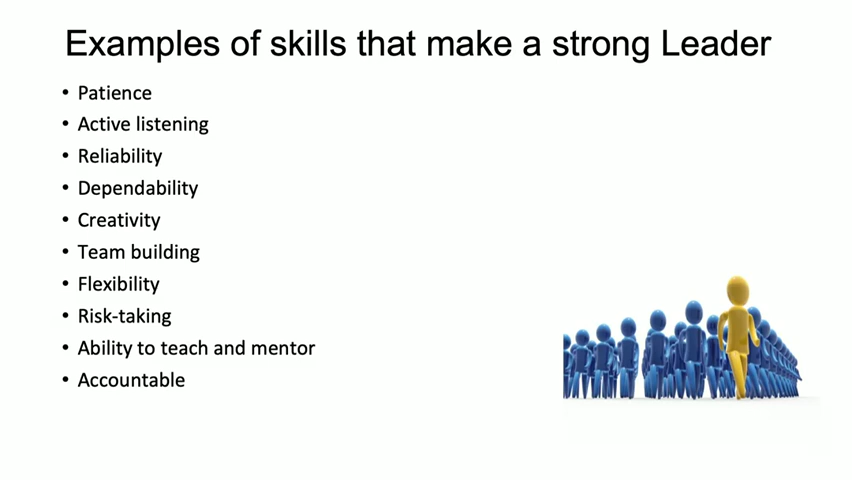 Examples of skills that make a strong Leader
• Patience
• Active listening
• Reliability
• Dependability
• Creativity
• Team building
• Flexibility
• Risk-taking
• Ability to teach and mentor
• Accountable